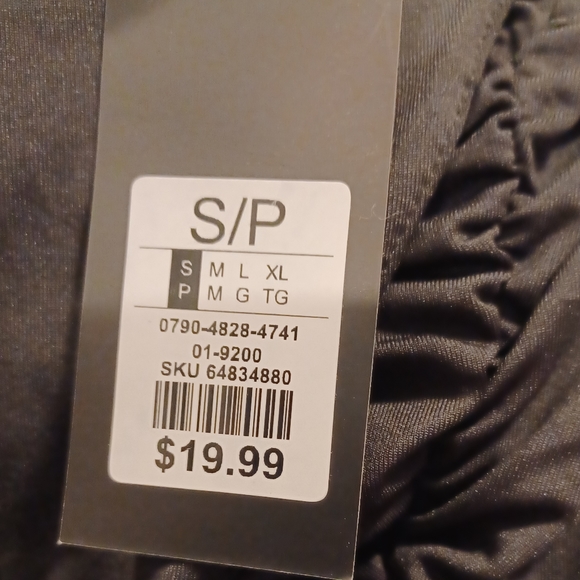 S/P
S M L XL
P M G TG
0790-4828-4741
01-9200
SKU 64834880
$19.99